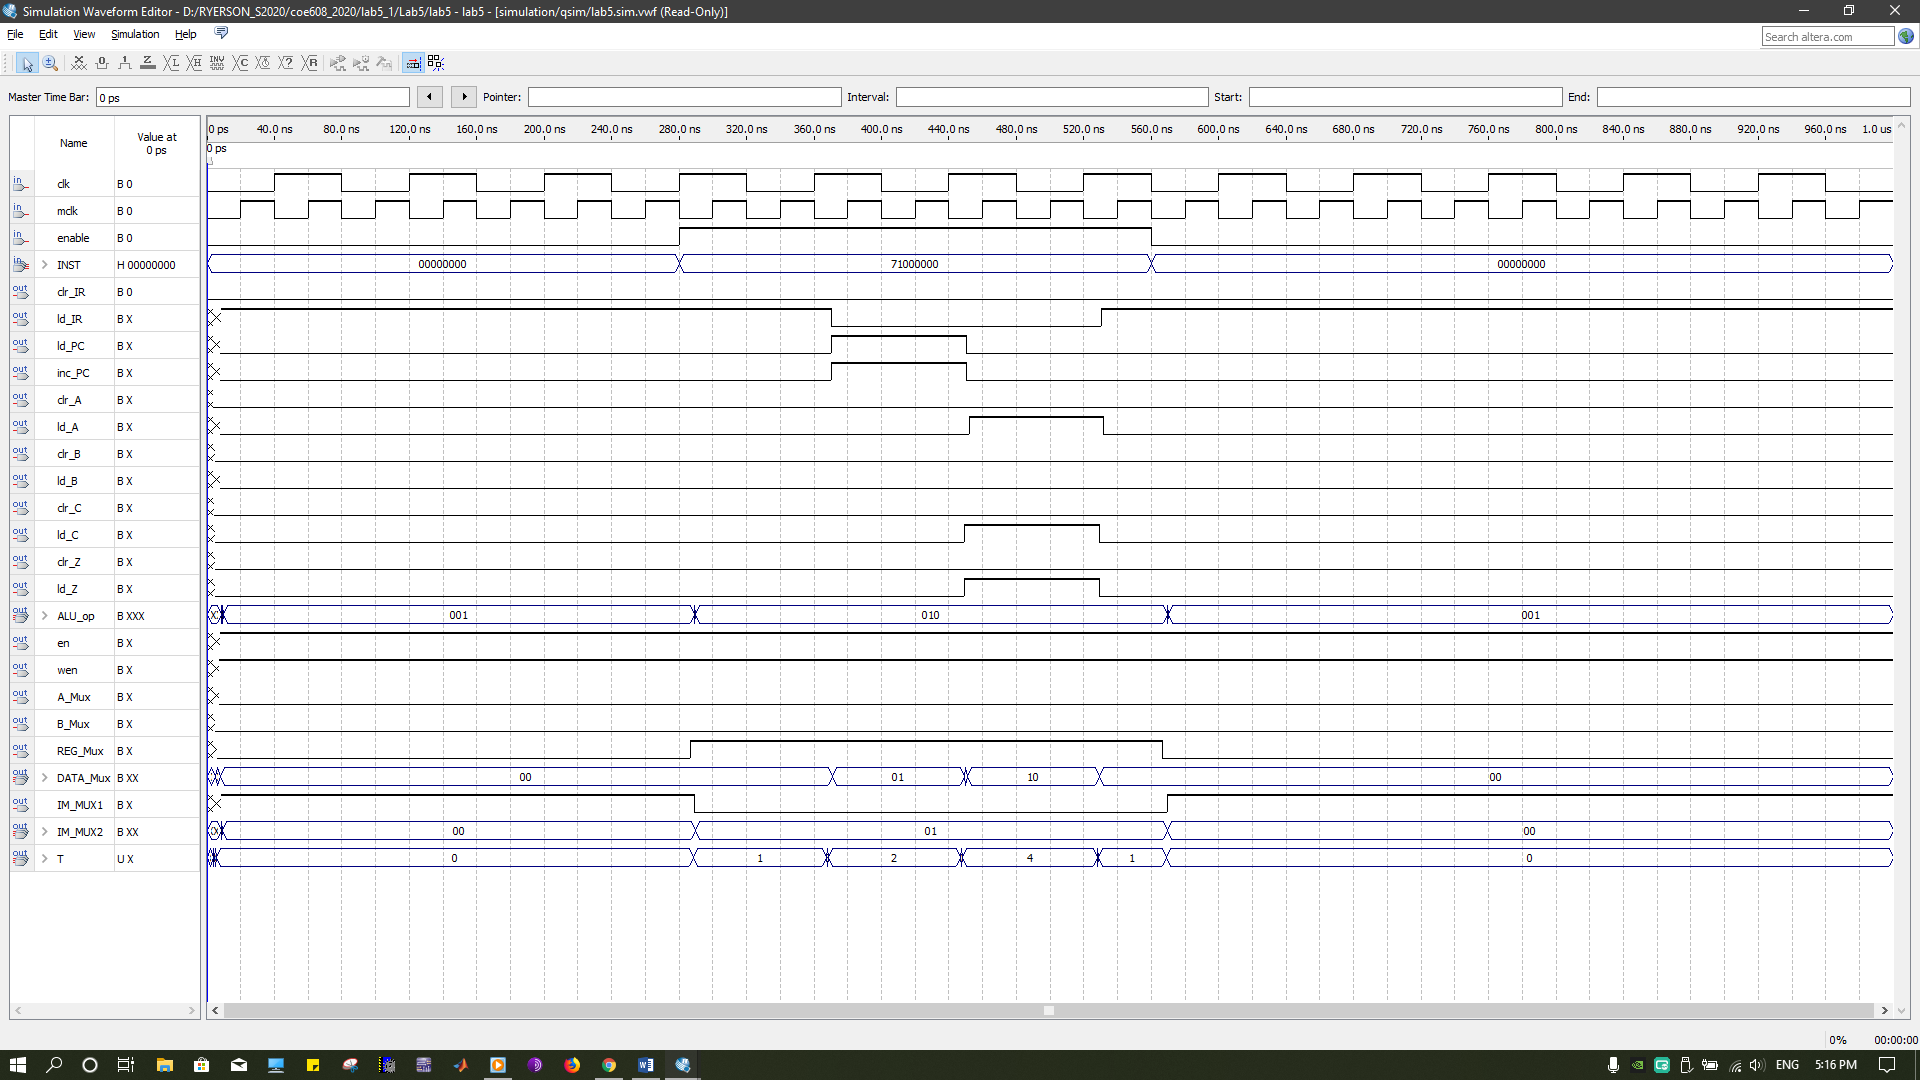 Simulation Waveform Editor - D:/RYERSON_S2020/coe608_2020/lab5_1/Lab5/lab5 - lab5 - [simulation/qsim/lab5.sim.vwf (Read-Only)]
File Edit View Simulation Help
Search altera.com
Master Time Bar: 0 ps Pointer: Interval: Start: End:
Name Value at 0 ps
0 ps 40.0 ns 80.0 ns 120.0 ns 160.0 ns 200.0 ns 240.0 ns 280.0 ns 320.0 ns 360.0 ns 400.0 ns 440.0 ns 480.0 ns 520.0 ns 560.0 ns 600.0 ns 640.0 ns 680.0 ns 720.0 ns 760.0 ns 800.0 ns 840.0 ns 880.0 ns 920.0 ns 960.0 ns 1.0 us
0 ps
in clk B 0
in mclk B 0
in enable B 0
in INST H 00000000 00000000 71000000 00000000
out clr_IR B 0
out ld_IR B X
out ld_PC B X
out inc_PC B X
out clr_A B X
out ld_A B X
out clr_B B X
out ld_B B X
out clr_C B X
out ld_C B X
out clr_Z B X
out ld_Z B X
out ALU_op B XXX 001 010 001
out en B X
out wen B X
out A_Mux B X
out B_Mux B X
out REG_Mux B X
out DATA_Mux B XX 00 01 10 00
out IM_MUX1 B X
out IM_MUX2 B XX 00 01 00
out T U X 0 1 2 4 1 0
0% 00:00:00
ENG 5:16 PM